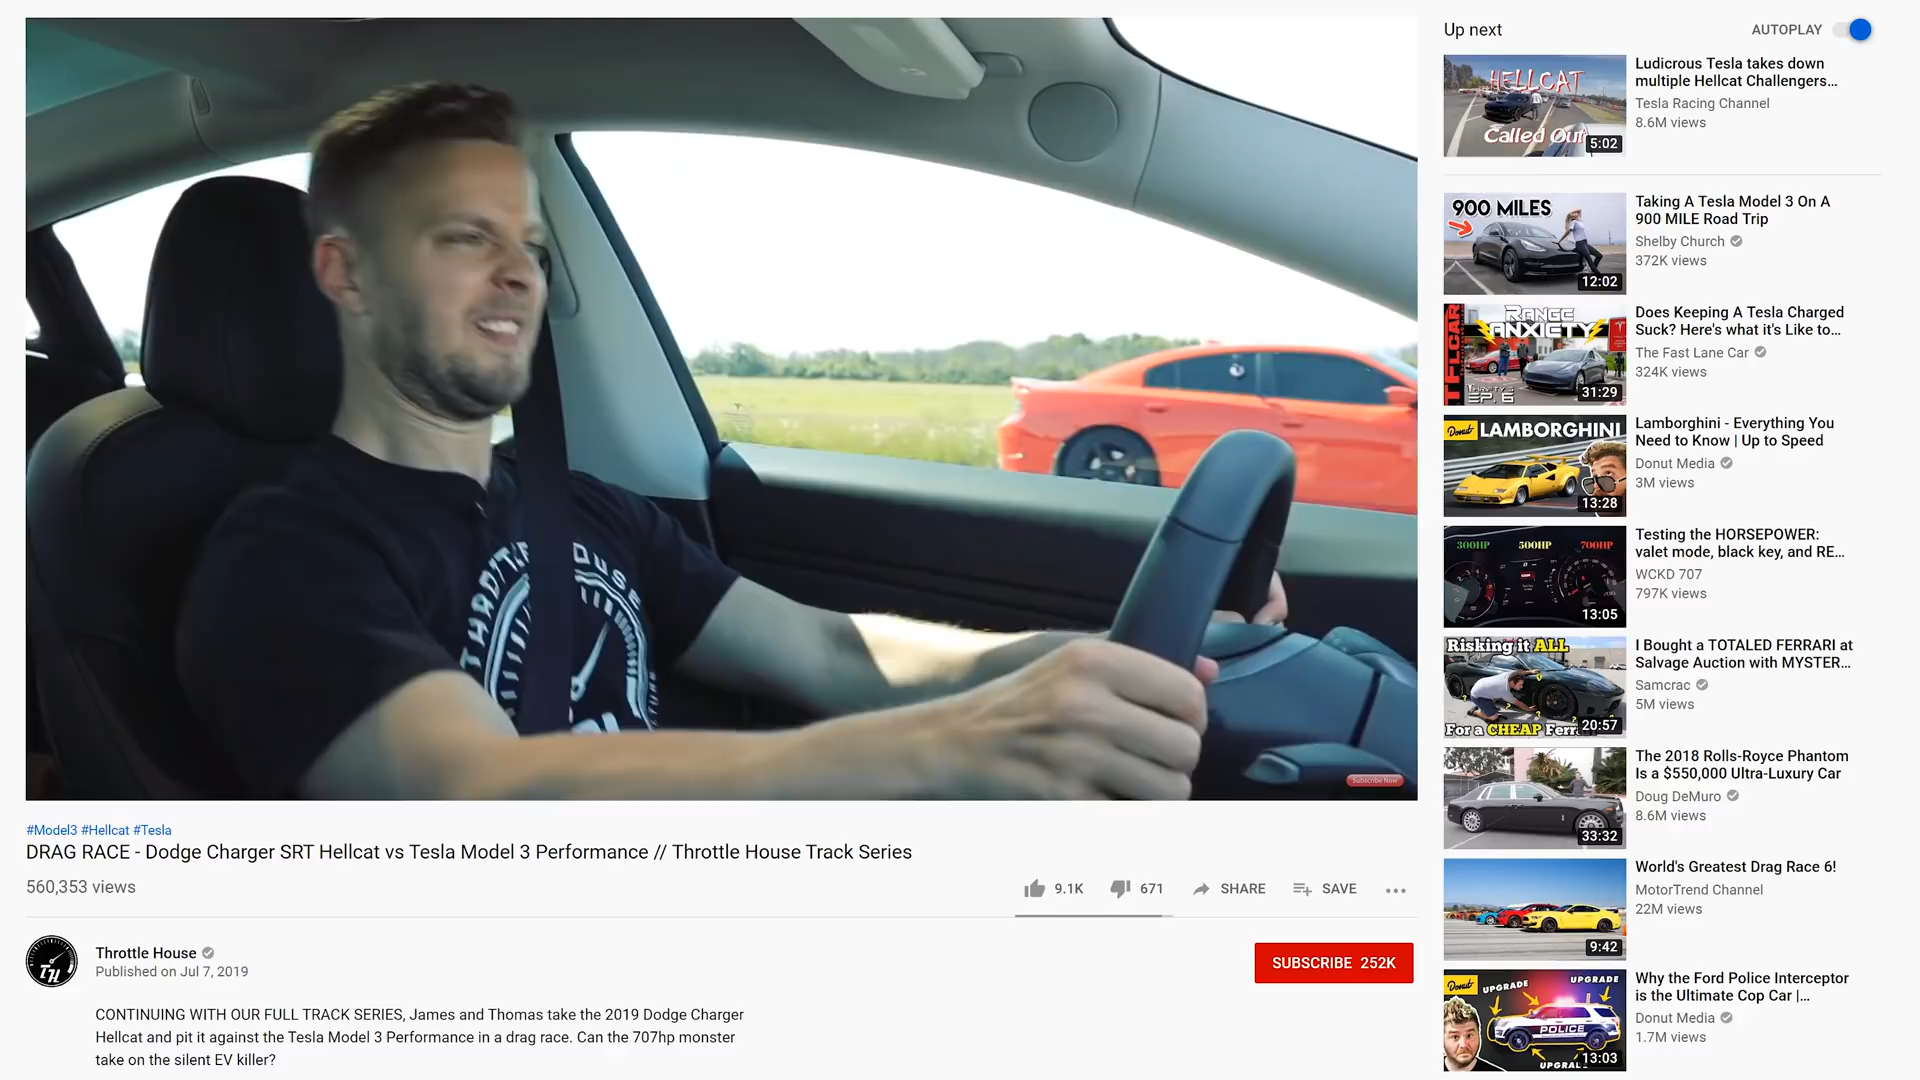 Up next
AUTOPLAY
HELLCAT
Called Out
5:02
Ludicrous Tesla takes down
multiple Hellcat Challengers...
Tesla Racing Channel
8.6M views
900 MILES
12:02
Taking A Tesla Model 3 On A
900 MILE Road Trip
Shelby Church
372K views
RANGE
ANXIETY
TFLCAR
EP. 6
31:29
Does Keeping A Tesla Charged
Suck? Here's what it's Like to...
The Fast Lane Car
324K views
Donut LAMBORGHINI
13:28
Lamborghini - Everything You
Need to Know | Up to Speed
Donut Media
3M views
300HP 500HP 700HP
13:05
Testing the HORSEPOWER:
valet mode, black key, and RE...
WCKD 707
797K views
Risking it ALL
For a CHEAP Ferr
20:57
I Bought a TOTALED FERRARI at
Salvage Auction with MYSTER...
Samcrac
5M views
33:32
The 2018 Rolls-Royce Phantom
Is a $550,000 Ultra-Luxury Car
Doug DeMuro
8.6M views
9:42
World's Greatest Drag Race 6!
MotorTrend Channel
22M views
Donut UPGRADE UPGRADE
POLICE
UPGRAD
13:03
Why the Ford Police Interceptor
is the Ultimate Cop Car |...
Donut Media
1.7M views
Subscribe Now
#Model3 #Hellcat #Tesla
DRAG RACE - Dodge Charger SRT Hellcat vs Tesla Model 3 Performance // Throttle House Track Series
560,353 views
9.1K 671 SHARE SAVE
TH
Throttle House
Published on Jul 7, 2019
SUBSCRIBE 252K
CONTINUING WITH OUR FULL TRACK SERIES, James and Thomas take the 2019 Dodge Charger
Hellcat and pit it against the Tesla Model 3 Performance in a drag race. Can the 707hp monster
take on the silent EV killer?